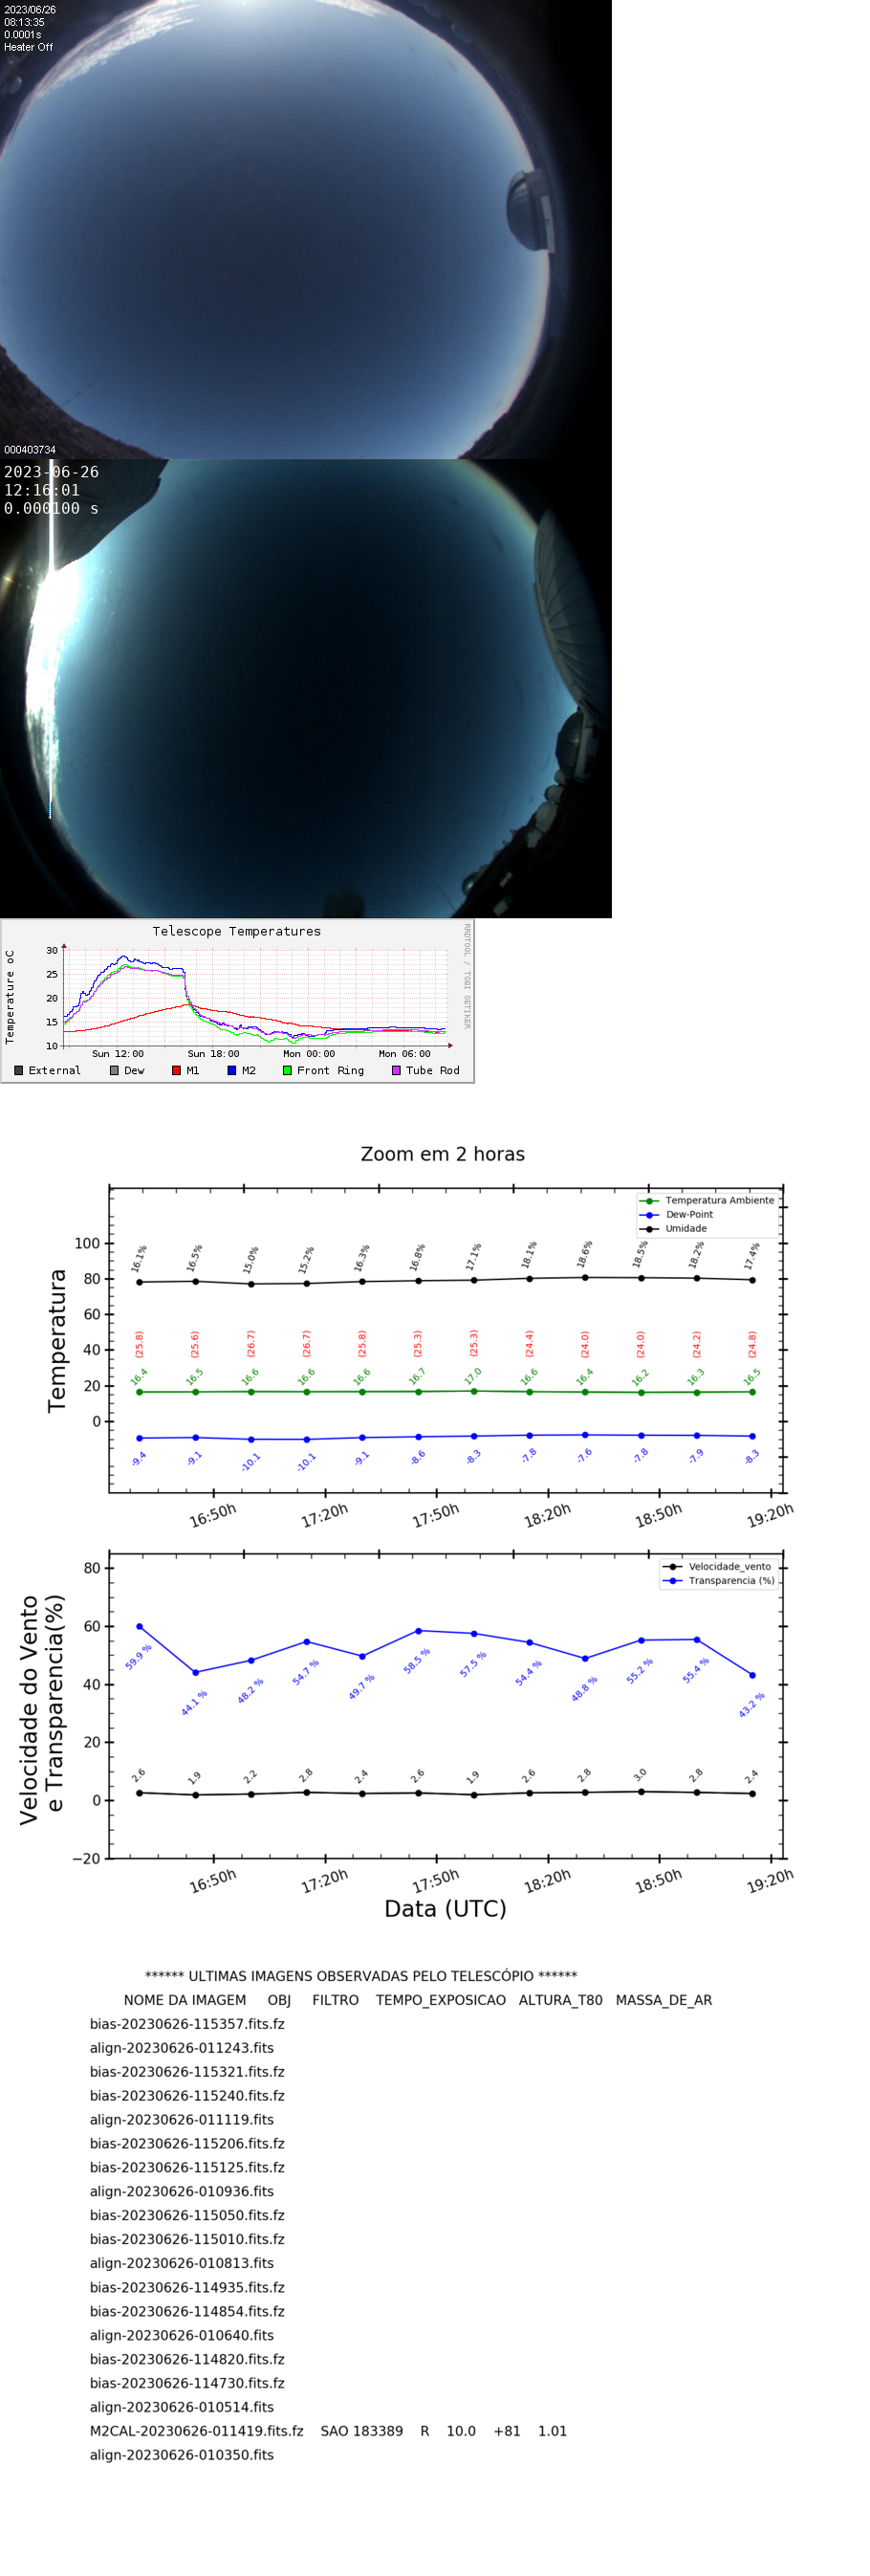 2023/06/26
08:13:35
0.0001s
Heater Off
000403734
2023-06-26
12:16:01
0.000100 s
Telescope Temperatures
RRDTOOL / TOBI OETIKER
Temperature oC
30
25
20
15
10
Sun 12:00 Sun 18:00 Mon 00:00 Mon 06:00
External Dew M1 M2 Front Ring Tube Rod
Zoom em 2 horas
Temperatura Ambiente
Dew-Point
Umidade
Temperatura
100
80
60
40
20
0
16.1% 16.5% 15.0% 15.2% 16.3% 16.8% 17.1% 18.1% 18.6% 18.5% 18.2% 17.4%
(25.8) (25.6) (26.7) (26.7) (25.8) (25.3) (25.3) (24.4) (24.0) (24.0) (24.2) (24.8)
16.4 16.5 16.6 16.6 16.6 16.7 17.0 16.6 16.4 16.2 16.3 16.5
-9.4 -9.1 -10.1 -10.1 -9.1 -8.6 -8.3 -7.8 -7.6 -7.8 -7.9 -8.3
16:50h 17:20h 17:50h 18:20h 18:50h 19:20h
Velocidade_vento
Transparencia (%)
Velocidade do Vento
e Transparencia(%)
80
60
40
20
0
−20
59.9 % 44.1 % 48.2 % 54.7 % 49.7 % 58.5 % 57.5 % 54.4 % 48.8 % 55.2 % 55.4 % 43.2 %
2.6 1.9 2.2 2.8 2.4 2.6 1.9 2.6 2.8 3.0 2.8 2.4
16:50h 17:20h 17:50h 18:20h 18:50h 19:20h
Data (UTC)
****** ULTIMAS IMAGENS OBSERVADAS PELO TELESCÓPIO ******
NOME DA IMAGEM OBJ FILTRO TEMPO_EXPOSICAO ALTURA_T80 MASSA_DE_AR
bias-20230626-115357.fits.fz
align-20230626-011243.fits
bias-20230626-115321.fits.fz
bias-20230626-115240.fits.fz
align-20230626-011119.fits
bias-20230626-115206.fits.fz
bias-20230626-115125.fits.fz
align-20230626-010936.fits
bias-20230626-115050.fits.fz
bias-20230626-115010.fits.fz
align-20230626-010813.fits
bias-20230626-114935.fits.fz
bias-20230626-114854.fits.fz
align-20230626-010640.fits
bias-20230626-114820.fits.fz
bias-20230626-114730.fits.fz
align-20230626-010514.fits
M2CAL-20230626-011419.fits.fz SAO 183389 R 10.0 +81 1.01
align-20230626-010350.fits